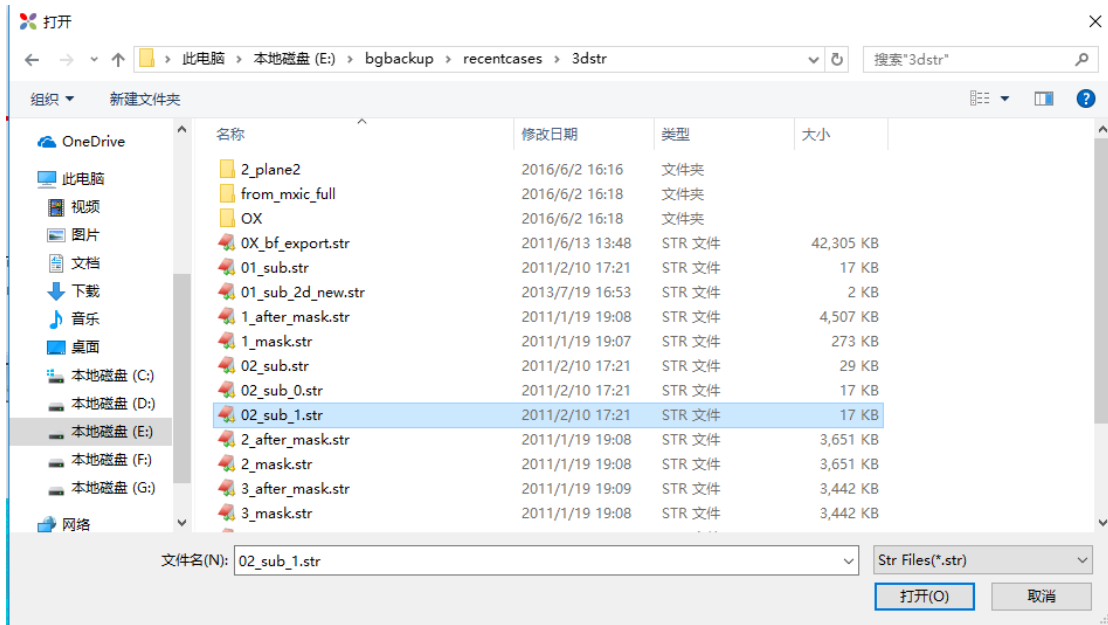 打开
此电脑 › 本地磁盘 (E:) › bgbackup › recentcases › 3dstr
搜索"3dstr"
组织 新建文件夹
名称 修改日期 类型 大小
OneDrive
此电脑
视频
图片
文档
下载
音乐
桌面
本地磁盘 (C:)
本地磁盘 (D:)
本地磁盘 (E:)
本地磁盘 (F:)
本地磁盘 (G:)
网络
2_plane2 2016/6/2 16:16 文件夹
from_mxic_full 2016/6/2 16:18 文件夹
OX 2016/6/2 16:18 文件夹
0X_bf_export.str 2011/6/13 13:48 STR 文件 42,305 KB
01_sub.str 2011/2/10 17:21 STR 文件 17 KB
01_sub_2d_new.str 2013/7/19 16:53 STR 文件 2 KB
1_after_mask.str 2011/1/19 19:08 STR 文件 4,507 KB
1_mask.str 2011/1/19 19:07 STR 文件 273 KB
02_sub.str 2011/2/10 17:21 STR 文件 29 KB
02_sub_0.str 2011/2/10 17:21 STR 文件 17 KB
02_sub_1.str 2011/2/10 17:21 STR 文件 17 KB
2_after_mask.str 2011/1/19 19:08 STR 文件 3,651 KB
2_mask.str 2011/1/19 19:08 STR 文件 3,651 KB
3_after_mask.str 2011/1/19 19:09 STR 文件 3,442 KB
3_mask.str 2011/1/19 19:08 STR 文件 3,442 KB
文件名(N): 02_sub_1.str
Str Files(*.str)
打开(O) 取消